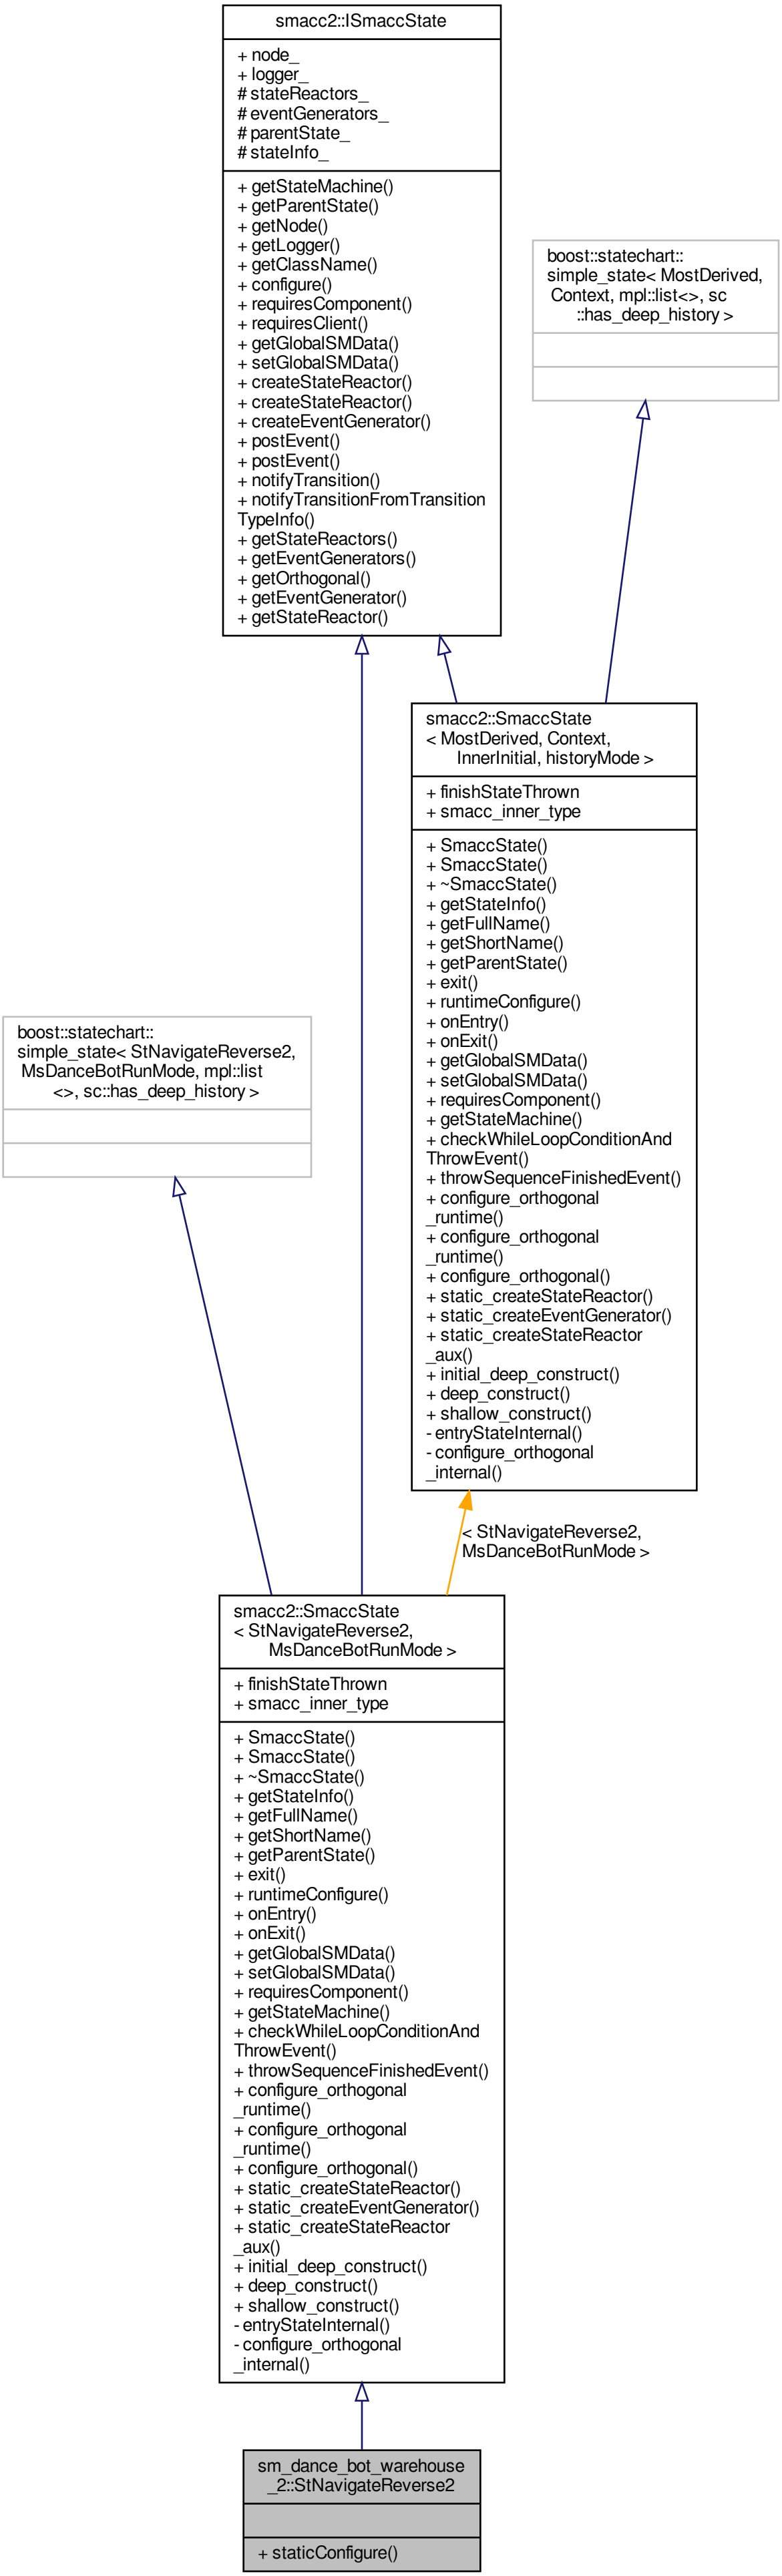 smacc2::ISmaccState
+ node_
+ logger_
# stateReactors_
# eventGenerators_
# parentState_
# stateInfo_
+ getStateMachine()
+ getParentState()
+ getNode()
+ getLogger()
+ getClassName()
+ configure()
+ requiresComponent()
+ requiresClient()
+ getGlobalSMData()
+ setGlobalSMData()
+ createStateReactor()
+ createStateReactor()
+ createEventGenerator()
+ postEvent()
+ postEvent()
+ notifyTransition()
+ notifyTransitionFromTransition
TypeInfo()
+ getStateReactors()
+ getEventGenerators()
+ getOrthogonal()
+ getEventGenerator()
+ getStateReactor()
boost::statechart::
simple_state< MostDerived,
Context, mpl::list<>, sc
::has_deep_history >
smacc2::SmaccState
< MostDerived, Context,
InnerInitial, historyMode >
+ finishStateThrown
+ smacc_inner_type
+ SmaccState()
+ SmaccState()
+ ~SmaccState()
+ getStateInfo()
+ getFullName()
+ getShortName()
+ getParentState()
+ exit()
+ runtimeConfigure()
+ onEntry()
+ onExit()
+ getGlobalSMData()
+ setGlobalSMData()
+ requiresComponent()
+ getStateMachine()
+ checkWhileLoopConditionAnd
ThrowEvent()
+ throwSequenceFinishedEvent()
+ configure_orthogonal
_runtime()
+ configure_orthogonal
_runtime()
+ configure_orthogonal()
+ static_createStateReactor()
+ static_createEventGenerator()
+ static_createStateReactor
_aux()
+ initial_deep_construct()
+ deep_construct()
+ shallow_construct()
- entryStateInternal()
- configure_orthogonal
_internal()
boost::statechart::
simple_state< StNavigateReverse2,
MsDanceBotRunMode, mpl::list
<>, sc::has_deep_history >
< StNavigateReverse2,
MsDanceBotRunMode >
smacc2::SmaccState
< StNavigateReverse2,
MsDanceBotRunMode >
+ finishStateThrown
+ smacc_inner_type
+ SmaccState()
+ SmaccState()
+ ~SmaccState()
+ getStateInfo()
+ getFullName()
+ getShortName()
+ getParentState()
+ exit()
+ runtimeConfigure()
+ onEntry()
+ onExit()
+ getGlobalSMData()
+ setGlobalSMData()
+ requiresComponent()
+ getStateMachine()
+ checkWhileLoopConditionAnd
ThrowEvent()
+ throwSequenceFinishedEvent()
+ configure_orthogonal
_runtime()
+ configure_orthogonal
_runtime()
+ configure_orthogonal()
+ static_createStateReactor()
+ static_createEventGenerator()
+ static_createStateReactor
_aux()
+ initial_deep_construct()
+ deep_construct()
+ shallow_construct()
- entryStateInternal()
- configure_orthogonal
_internal()
sm_dance_bot_warehouse
_2::StNavigateReverse2
+ staticConfigure()